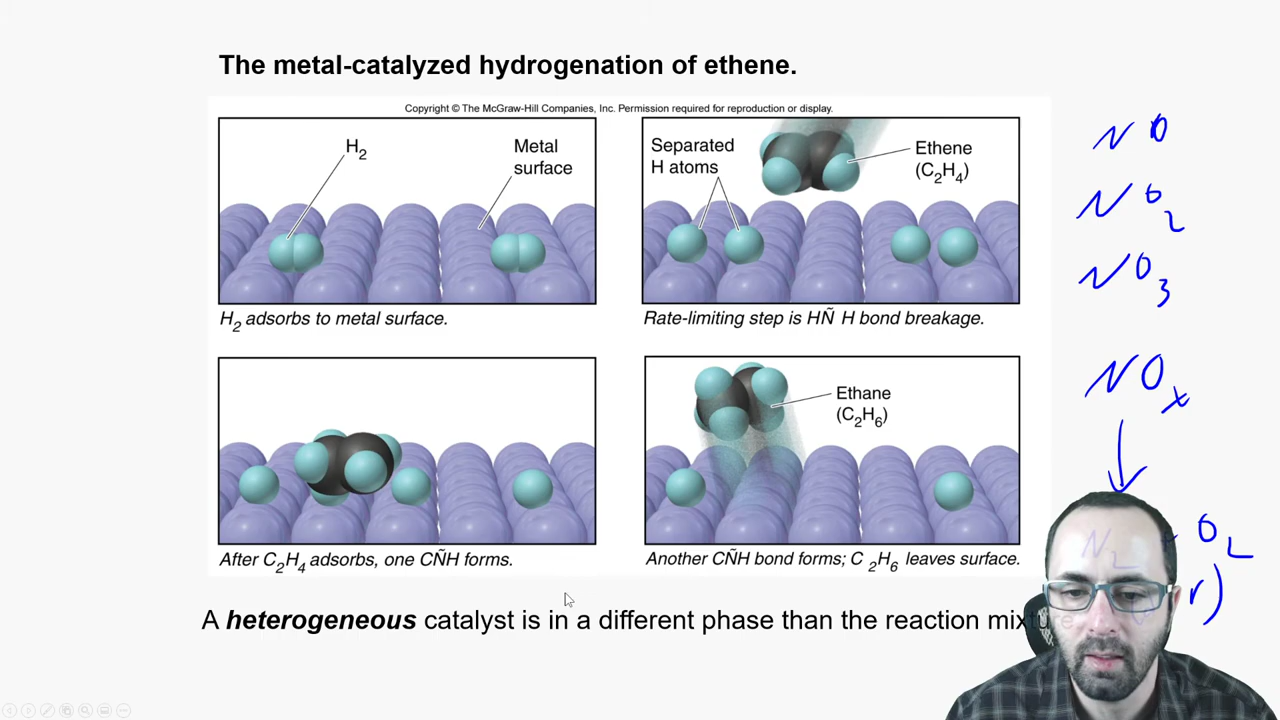 The metal-catalyzed hydrogenation of ethene.
Copyright © The McGraw-Hill Companies, Inc. Permission required for reproduction or display.
H₂
Metal
surface
H₂ adsorbs to metal surface.
Separated
H atoms
Ethene
(C₂H₄)
Rate-limiting step is HÑ H bond breakage.
After C₂H₄ adsorbs, one CÑH forms.
Ethane
(C₂H₆)
Another CÑH bond forms; C ₂H₆ leaves surface.
A heterogeneous catalyst is in a different phase than the reaction mixture
NO
NO₂
NO₃
NOₓ
↓
N₂ + O₂
r)